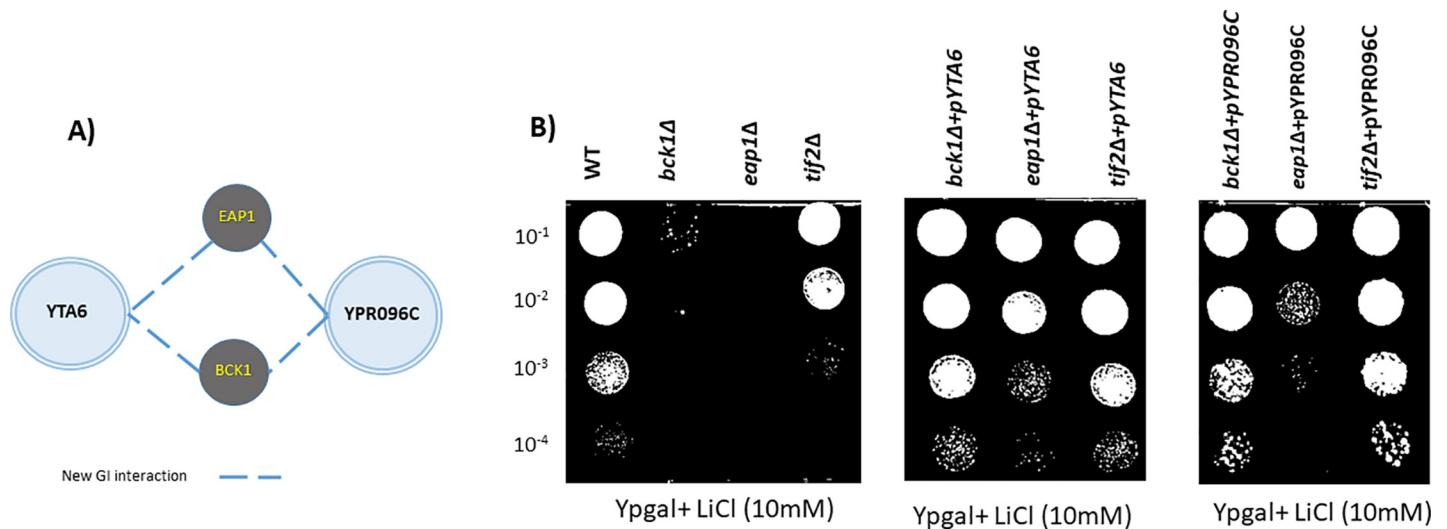 A)
EAP1
YTA6
YPR096C
BCK1
New GI interaction
B)
WT
bck1Δ
eap1Δ
tif2Δ
bck1Δ+pYTA6
eap1Δ+pYTA6
tif2Δ+pYTA6
bck1Δ+pYPR096C
eap1Δ+pYPR096C
tif2Δ+pYPR096C
10-1
10-2
10-3
10-4
Ypgal+ LiCl (10mM)
Ypgal+ LiCl (10mM)
Ypgal+ LiCl (10mM)